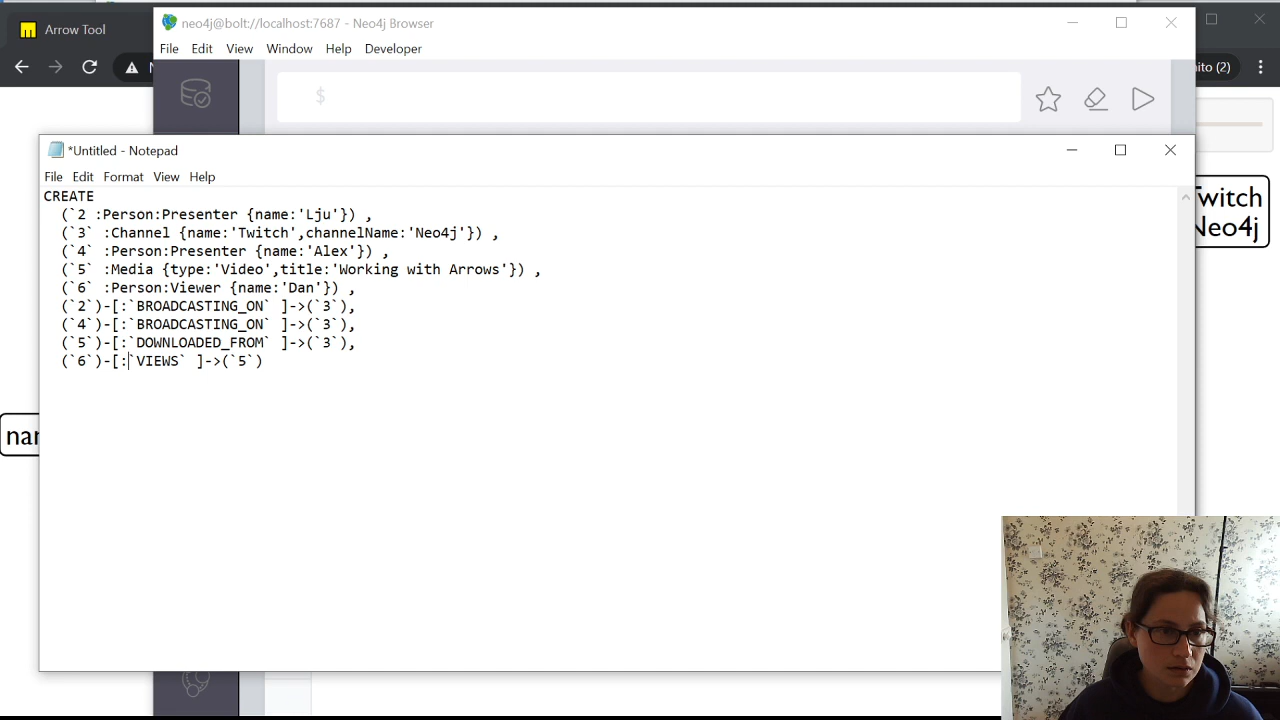 Arrow Tool
neo4j@bolt://localhost:7687 - Neo4j Browser
File Edit View Window Help Developer
$
*Untitled - Notepad
File Edit Format View Help
CREATE
(`2 :Person:Presenter {name:'Lju'}) ,
(`3` :Channel {name:'Twitch',channelName:'Neo4j'}) ,
(`4` :Person:Presenter {name:'Alex'}) ,
(`5` :Media {type:'Video',title:'Working with Arrows'}) ,
(`6` :Person:Viewer {name:'Dan'}) ,
(`2`)-[:`BROADCASTING_ON` ]->(`3`),
(`4`)-[:`BROADCASTING_ON` ]->(`3`),
(`5`)-[:`DOWNLOADED_FROM` ]->(`3`),
(`6`)-[:`VIEWS` ]->(`5`)
(2)
Neo4j